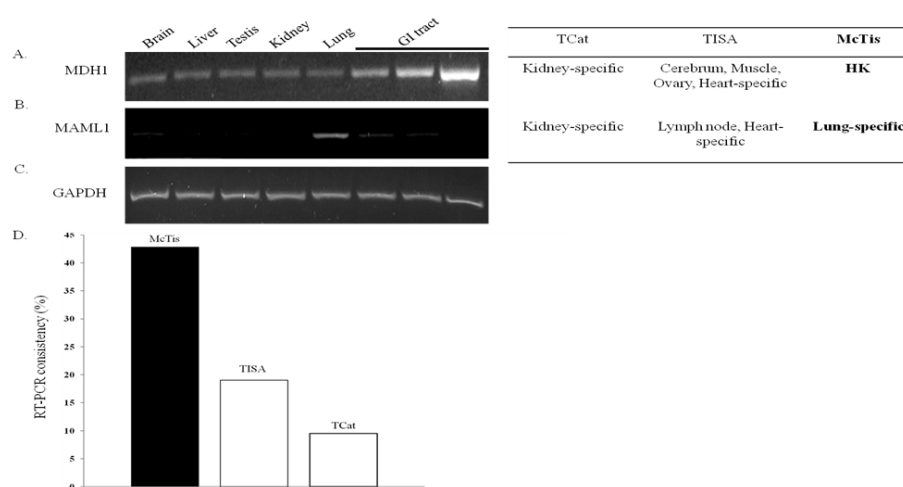 Brain Liver Testis Kidney Lung GI tract
A.
MDH1
B.
MAML1
C.
GAPDH
TCat TISA McTis
Kidney-specific Cerebrum, Muscle, HK
Ovary, Heart-specific
Kidney-specific Lymph node, Heart- Lung-specific
specific
D.
RT-PCR consistency (%)
45
40
35
30
25
20
15
10
5
0
McTis
TISA
TCat